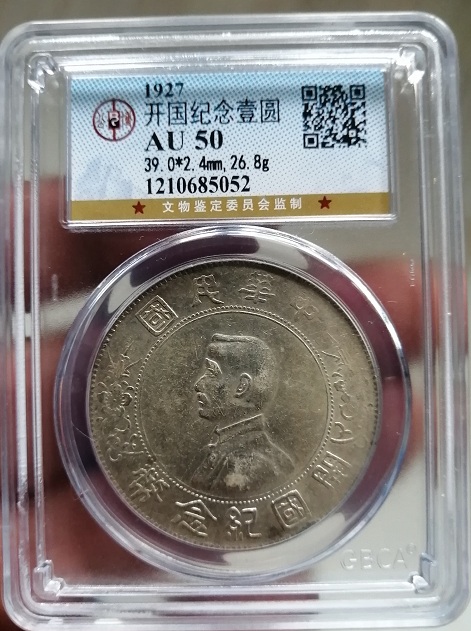 1927
开国纪念壹圆
AU 50
39.0*2.4mm,26.8g
1210685052
★ 文物鉴定委员会监制 ★
中華民國
開國紀念幣
GBCA